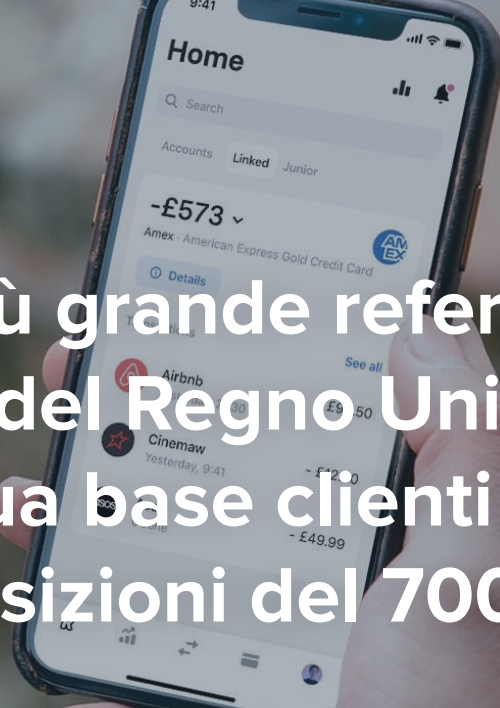 9:41
Home
Search
Accounts Linked Junior
-£573
AM
EX
Amex · American Express Gold Credit Card
Details
ù grande refer
See all
Airbnb
del Regno Uni
Cinemaw
Yesterday, 9:41
ua base clienti
- £49.99
sizioni del 700